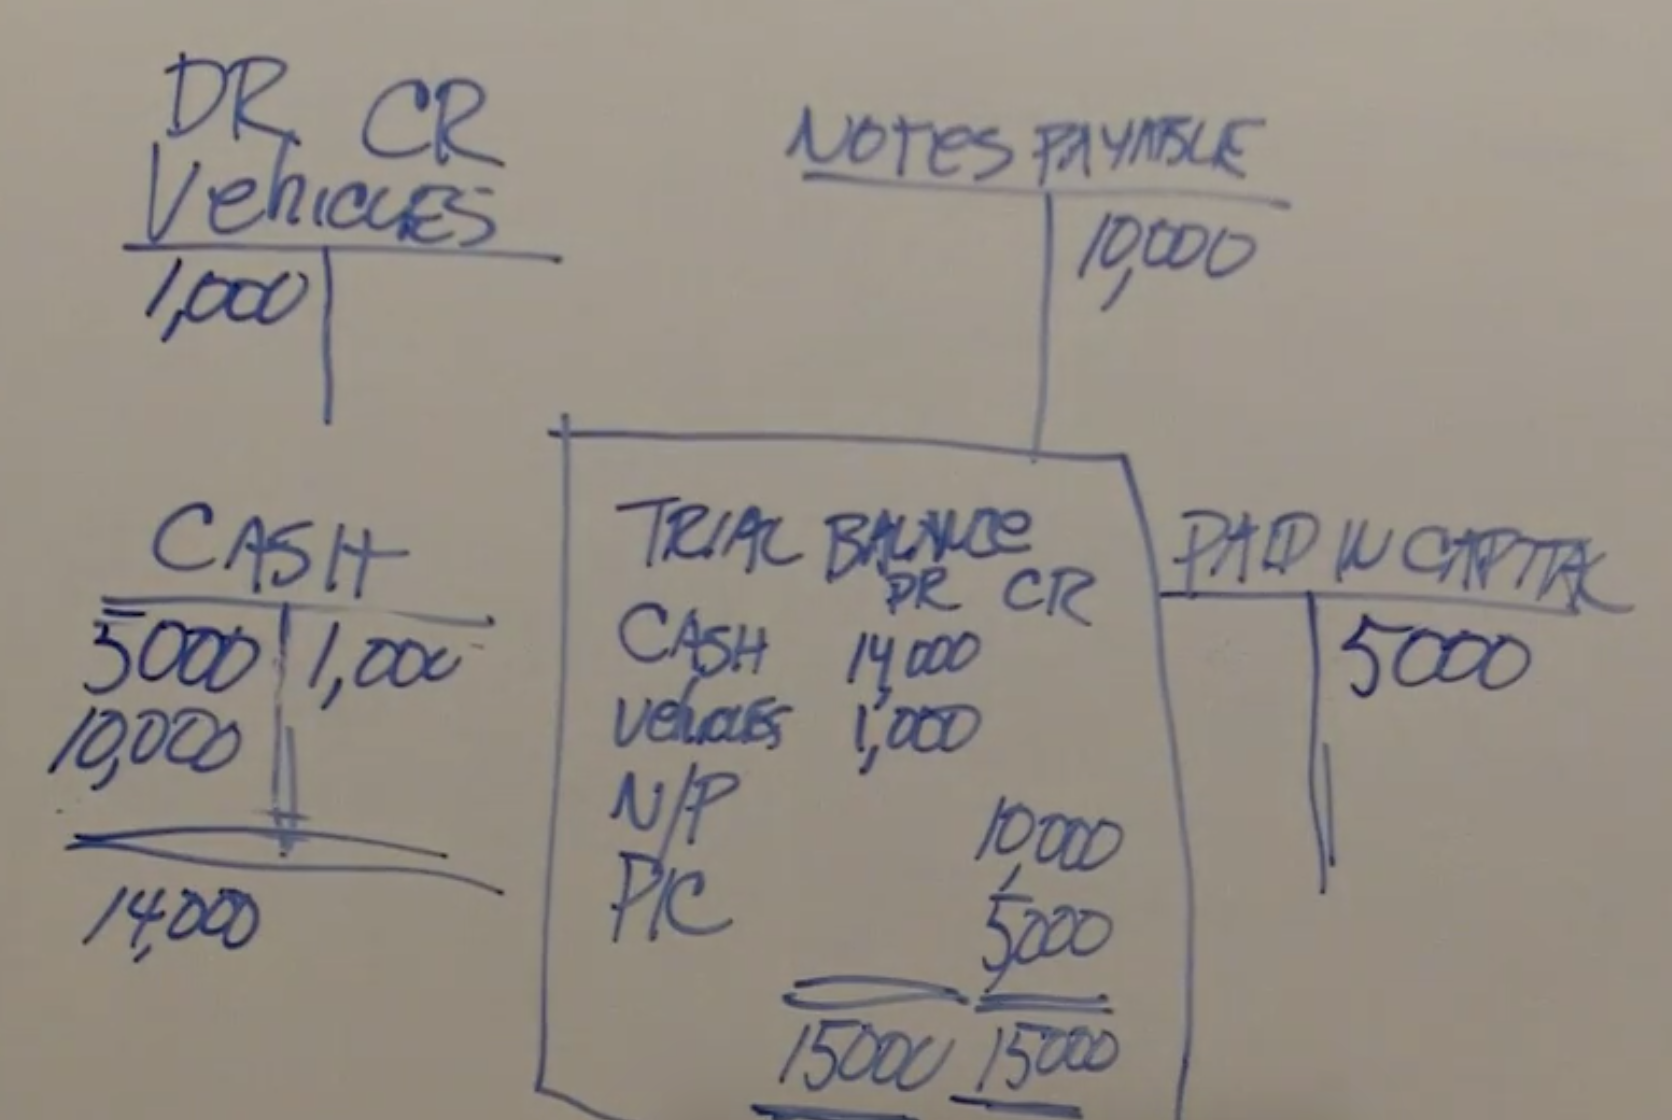 DR CR
Vehicles
1,000
NOTES PAYABLE
10,000
CASH
5000 1,000
10,000
14,000
TRIAL BALANCE
DR CR
CASH 14,000
Vehicles 1,000
N/P 10,000
PIC 5,000
15000 15000
PAID IN CAPITAL
5000